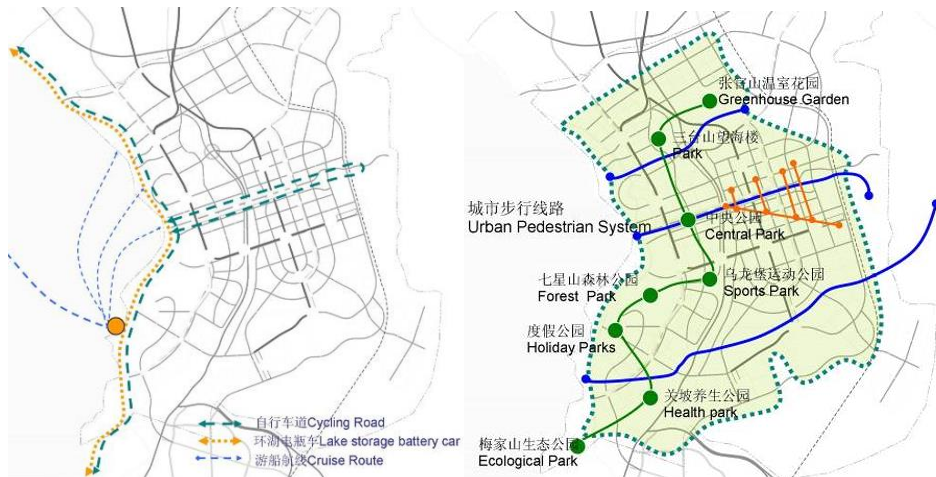 自行车道Cycling Road
环湖电瓶车Lake storage battery car
游船航线Cruise Route
张官山温室花园
Greenhouse Garden
三台山望海楼
Park
城市步行线路
Urban Pedestrian System
中央公园
Central Park
七星山森林公园
Forest Park
乌龙堡运动公园
Sports Park
度假公园
Holiday Parks
关坡养生公园
Health park
梅家山生态公园
Ecological Park